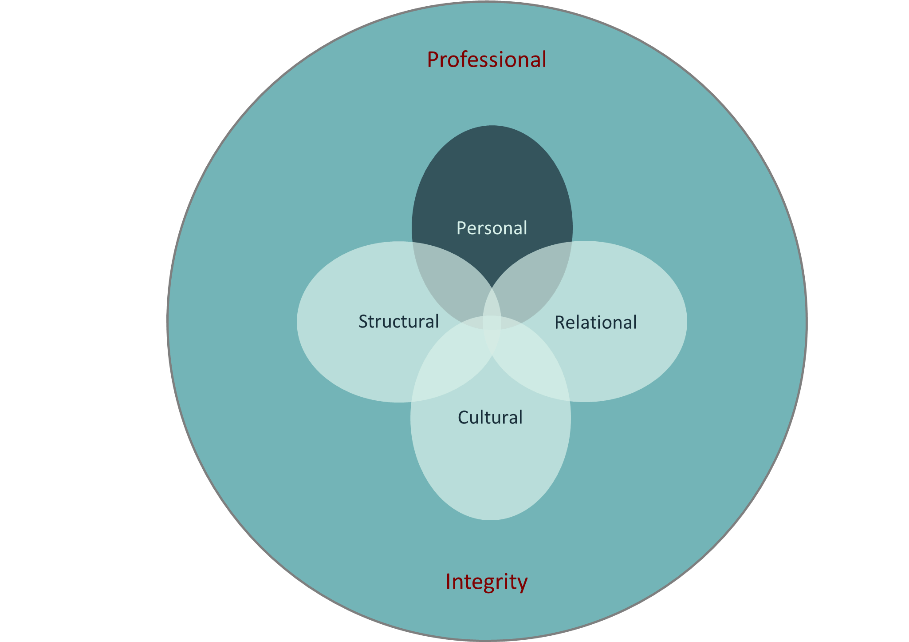 Professional
Personal
Structural
Relational
Cultural
Integrity